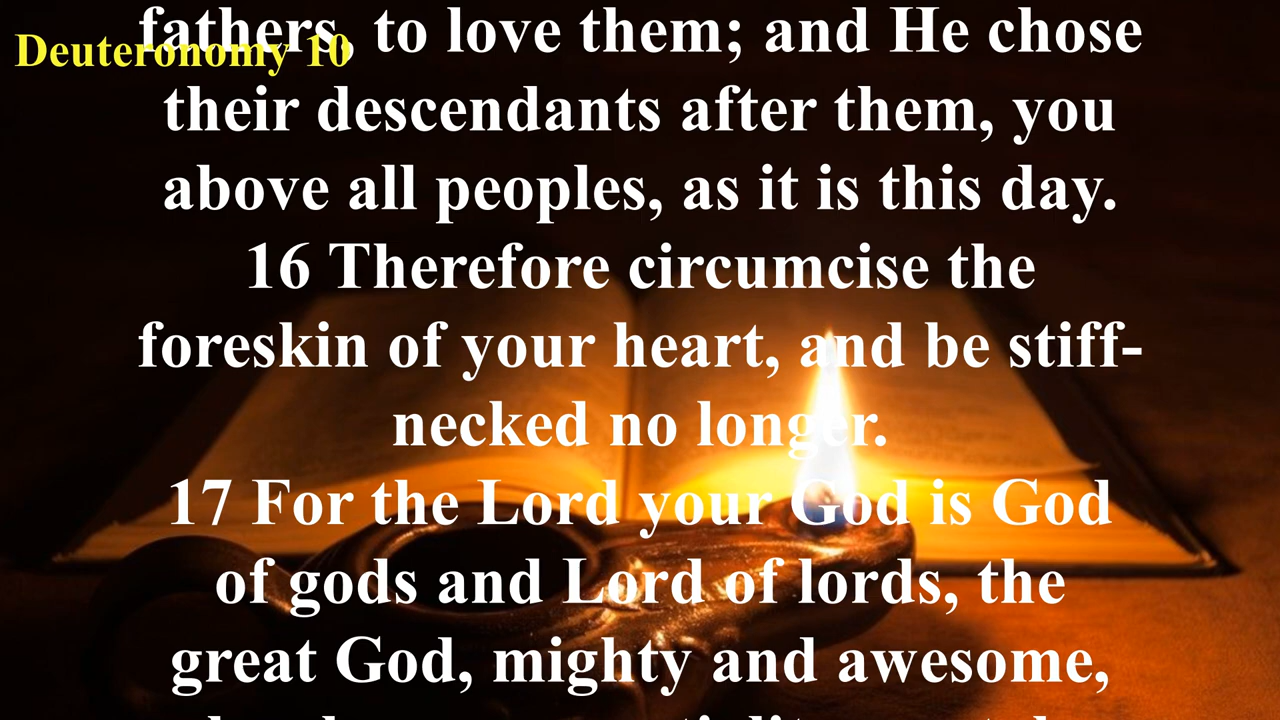 Deuteronomy 10
fathers, to love them; and He chose
their descendants after them, you
above all peoples, as it is this day.
16 Therefore circumcise the
foreskin of your heart, and be stiff-
necked no longer.
17 For the Lord your God is God
of gods and Lord of lords, the
great God, mighty and awesome,